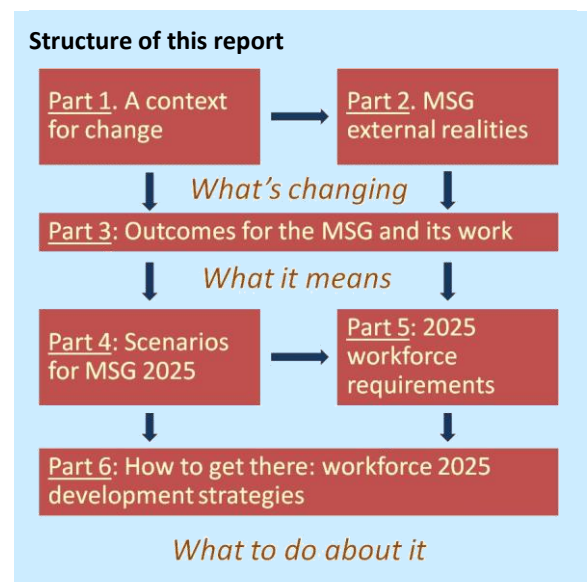 Structure of this report
Part 1. A context
for change
Part 2. MSG
external realities
What's changing
Part 3: Outcomes for the MSG and its work
What it means
Part 4: Scenarios
for MSG 2025
Part 5: 2025
workforce
requirements
Part 6: How to get there: workforce 2025
development strategies
What to do about it